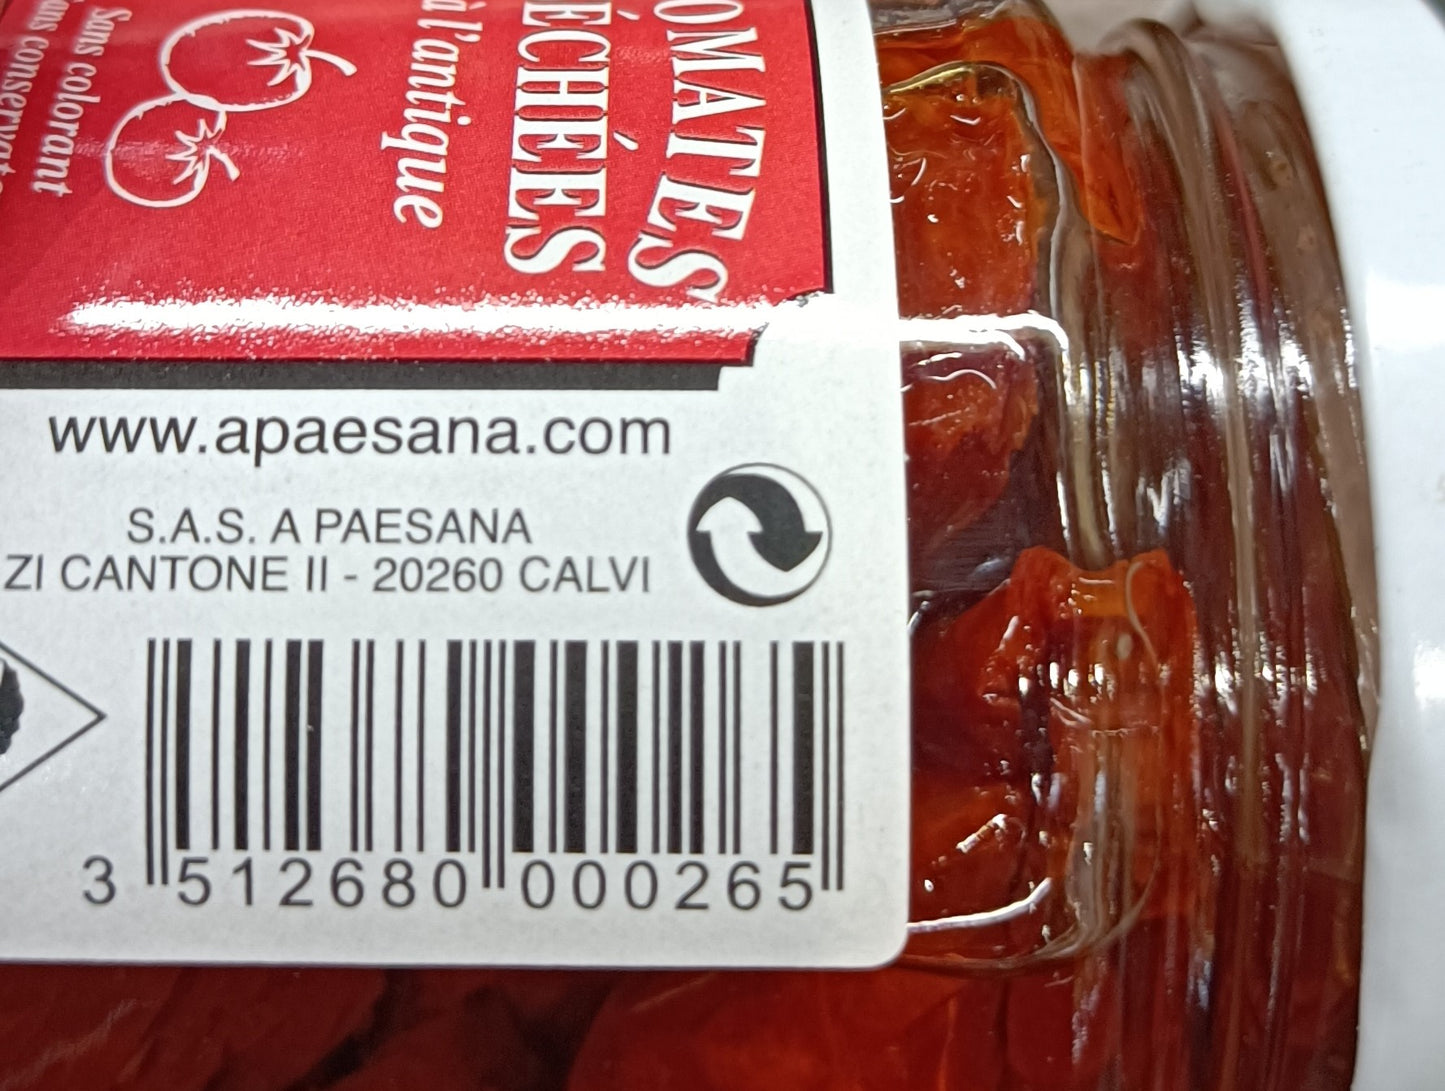 OMATES
ÉCHÉES
à l'antique
Sans colorant
www.apaesana.com
S.A.S. A PAESANA
ZI CANTONE II - 20260 CALVI
3 512680 000265